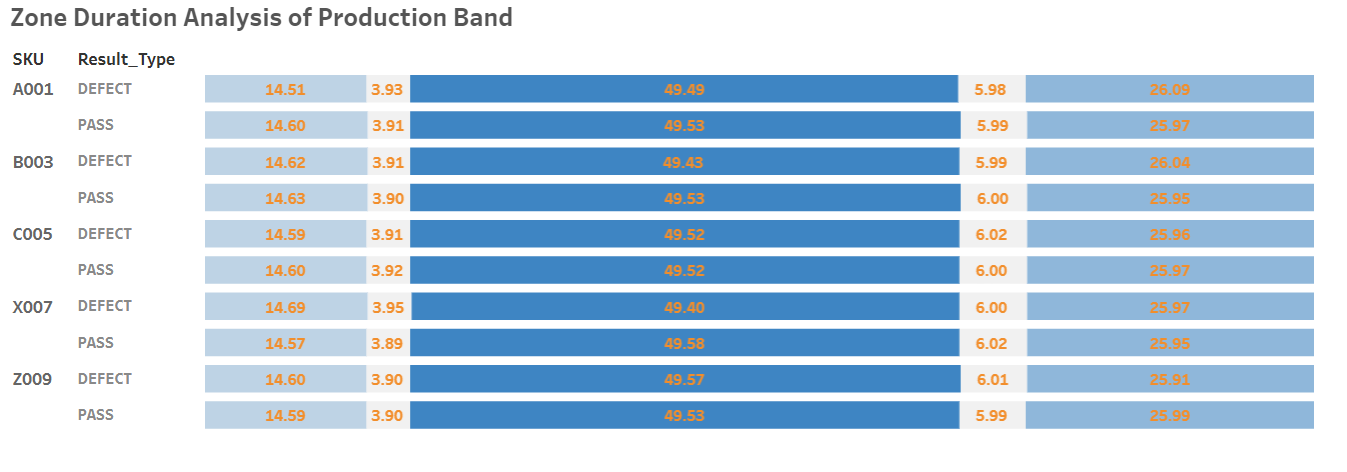 Zone Duration Analysis of Production Band
SKU Result_Type
A001 DEFECT 14.51 3.93 49.49 5.98 26.09
PASS 14.60 3.91 49.53 5.99 25.97
B003 DEFECT 14.62 3.91 49.43 5.99 26.04
PASS 14.63 3.90 49.53 6.00 25.95
C005 DEFECT 14.59 3.91 49.52 6.02 25.96
PASS 14.60 3.92 49.52 6.00 25.97
X007 DEFECT 14.69 3.95 49.40 6.00 25.97
PASS 14.57 3.89 49.58 6.02 25.95
Z009 DEFECT 14.60 3.90 49.57 6.01 25.91
PASS 14.59 3.90 49.53 5.99 25.99